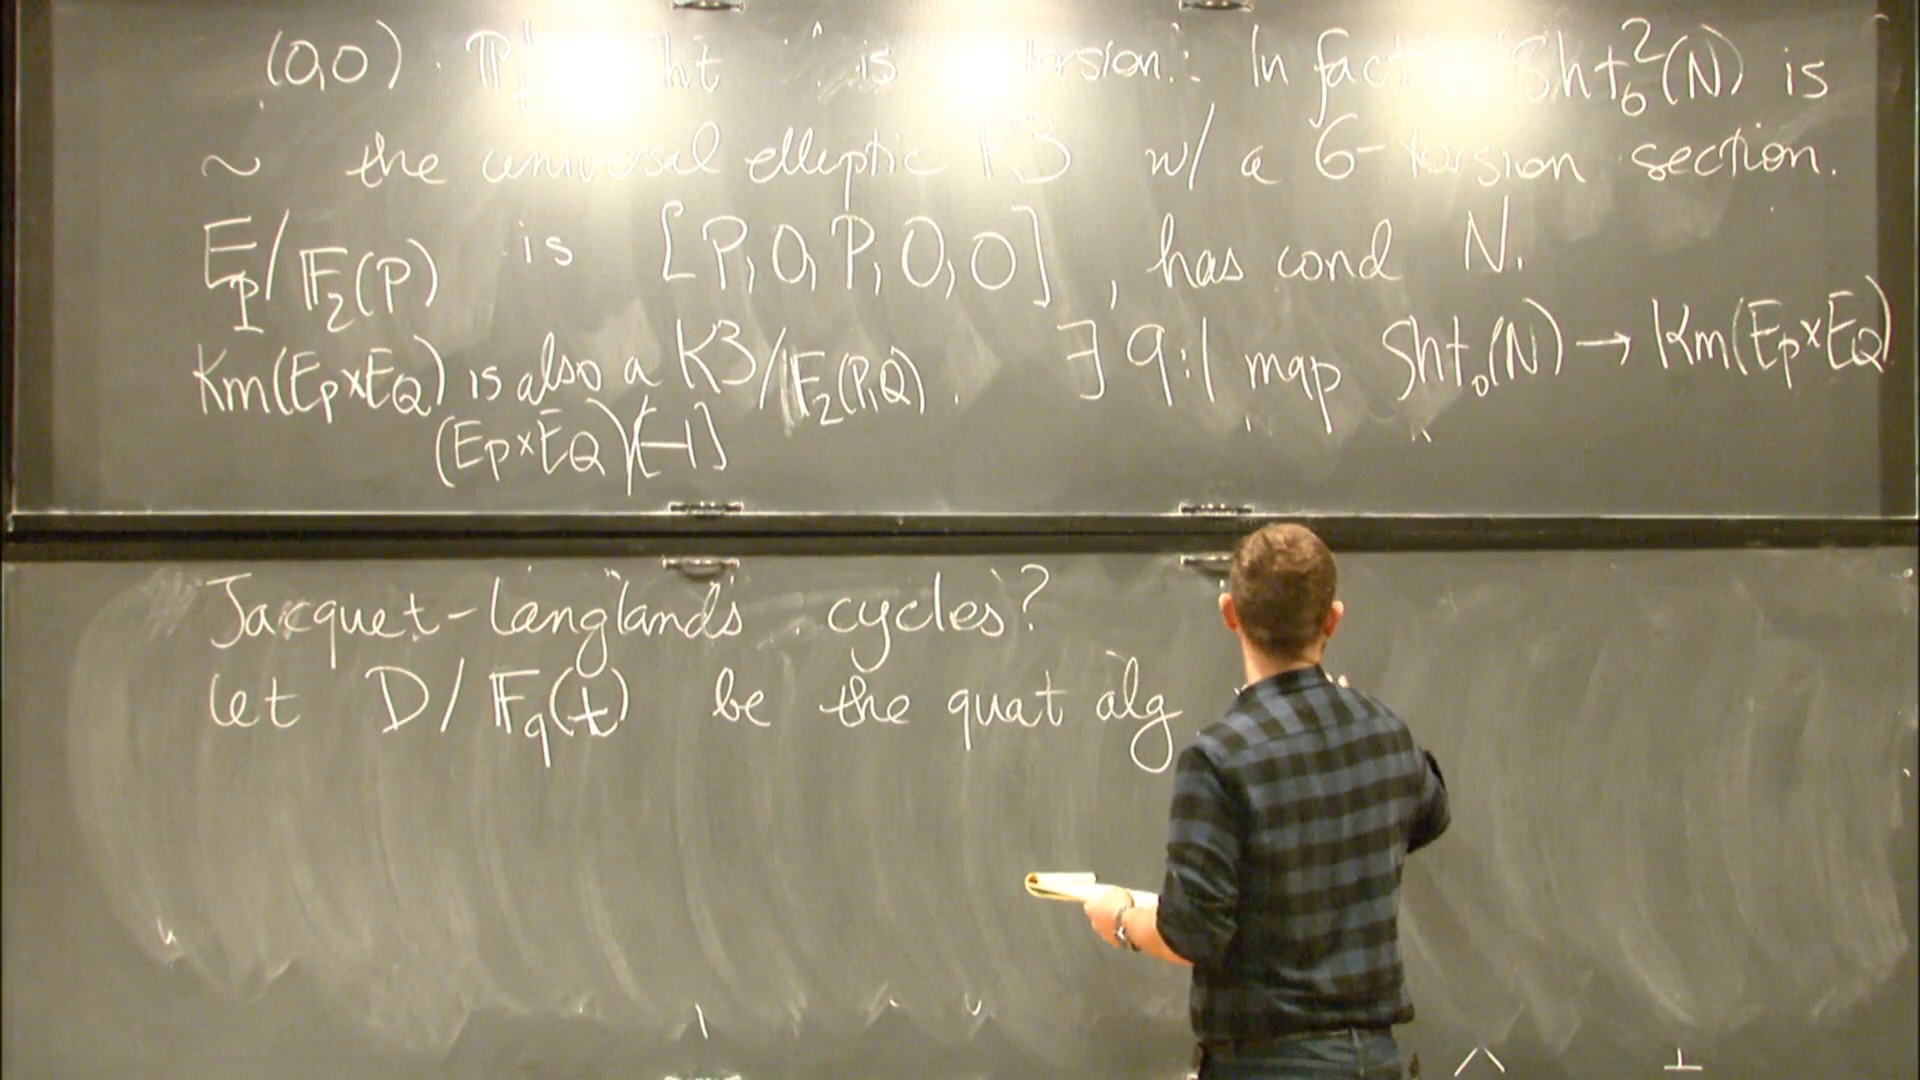 (0,0) · is In fact Sht₀²(N) is
~ the universal elliptic K3 w/ a 6-torsion section.
E_P/𝔽₂(P) is [P,0,P,0,0], has cond N.
Km(E_P×E_Q) is also a K3/𝔽₂(P,Q). ∃ 9:1 map Sht₀(N) → Km(E_P×E_Q)
(E_P×E_Q)/[-1]
Jacquet-Langlands cycles?
Let D/𝔽_q(t) be the quat alg